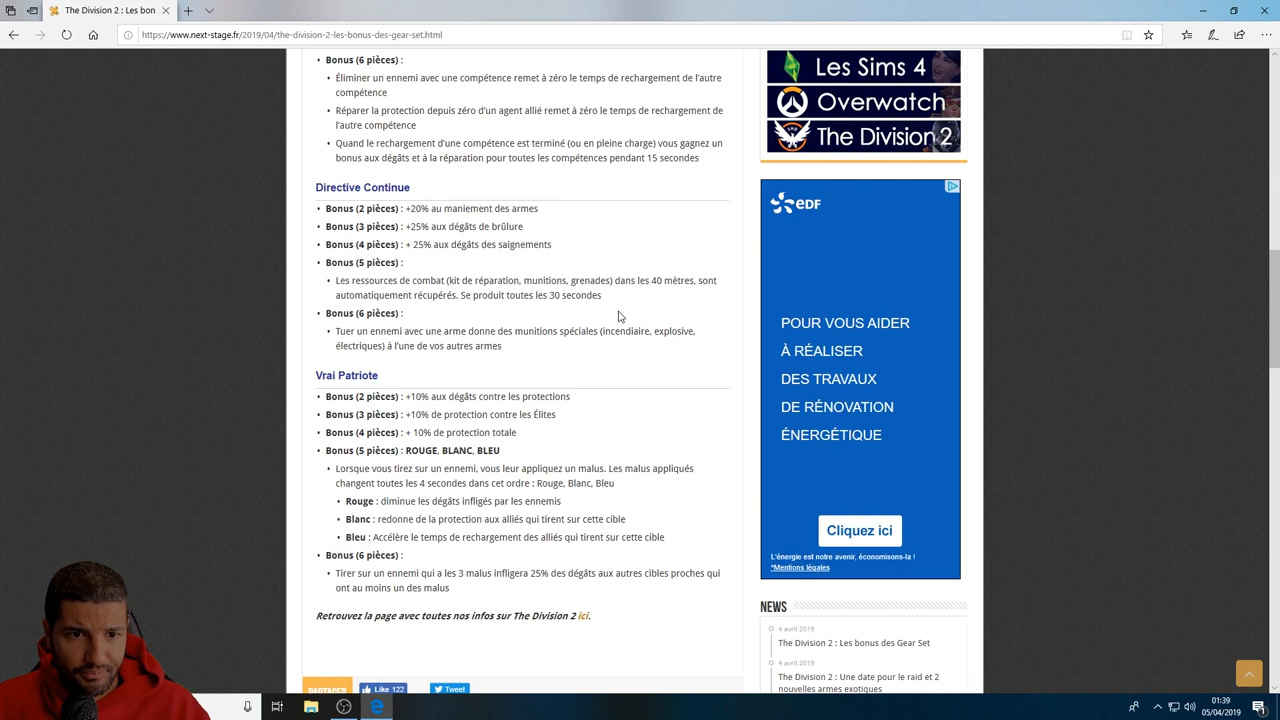 The Division 2 : Les bon
https://www.next-stage.fr/2019/04/the-division-2-les-bonus-des-gear-set.html
Bonus (6 pièces) :
Éliminer un ennemi avec une compétence remet à zéro le temps de rechargement de l'autre
compétence
Réparer la protection depuis zéro d'un agent allié remet à zéro le temps de rechargement de
l'autre compétence
Quand le rechargement d'une compétence est terminé (ou en pleine charge) vous gagnez un
bonus aux dégâts et à la réparation pour toutes les compétences pendant 15 secondes
Directive Continue
Bonus (2 pièces) : +20% au maniement des armes
Bonus (3 pièces) : +25% aux dégâts de brûlure
Bonus (4 pièces) : + 25% aux dégâts des saignements
Bonus (5 pièces) :
Les ressources de combat (kit de réparation, munitions, grenades) dans les 40 mètres, sont
automatiquement récupérés. Se produit toutes les 30 secondes
Bonus (6 pièces) :
Tuer un ennemi avec une arme donne des munitions spéciales (incendiaire, explosive,
électriques) à l'une de vos autres armes
Vrai Patriote
Bonus (2 pièces) : +10% aux dégâts contre les protections
Bonus (3 pièces) : +10% de protection contre les Élites
Bonus (4 pièces) : + 10% de protection totale
Bonus (5 pièces) : ROUGE, BLANC, BLEU
Lorsque vous tirez sur un ennemi, vous leur appliquez un malus. Les malus appliqués
changent toutes les 4 secondes dans cet ordre : Rouge, Blanc, Bleu
Rouge : diminue les dégâts infligés par les ennemis
Blanc : redonne de la protection aux alliés qui tirent sur cette cible
Bleu : Accélère le temps de rechargement des alliés qui tirent sur cette cible
Bonus (6 pièces) :
Tirer sur un ennemi qui a les 3 malus infligera 25% des dégâts aux autres cibles proches qui
ont au moins un des malus
Retrouvez la page avec toutes nos infos sur The Division 2 ici.
PARTAGER
Like 122
Tweet
Les Sims 4
Overwatch
The Division 2
edf
POUR VOUS AIDER
À RÉALISER
DES TRAVAUX
DE RÉNOVATION
ÉNERGÉTIQUE
Cliquez ici
L'énergie est notre avenir, économisons-la !
*Mentions légales
NEWS
4 avril 2019
The Division 2 : Les bonus des Gear Set
4 avril 2019
The Division 2 : Une date pour le raid et 2
nouvelles armes exotiques
01:39
05/04/2019